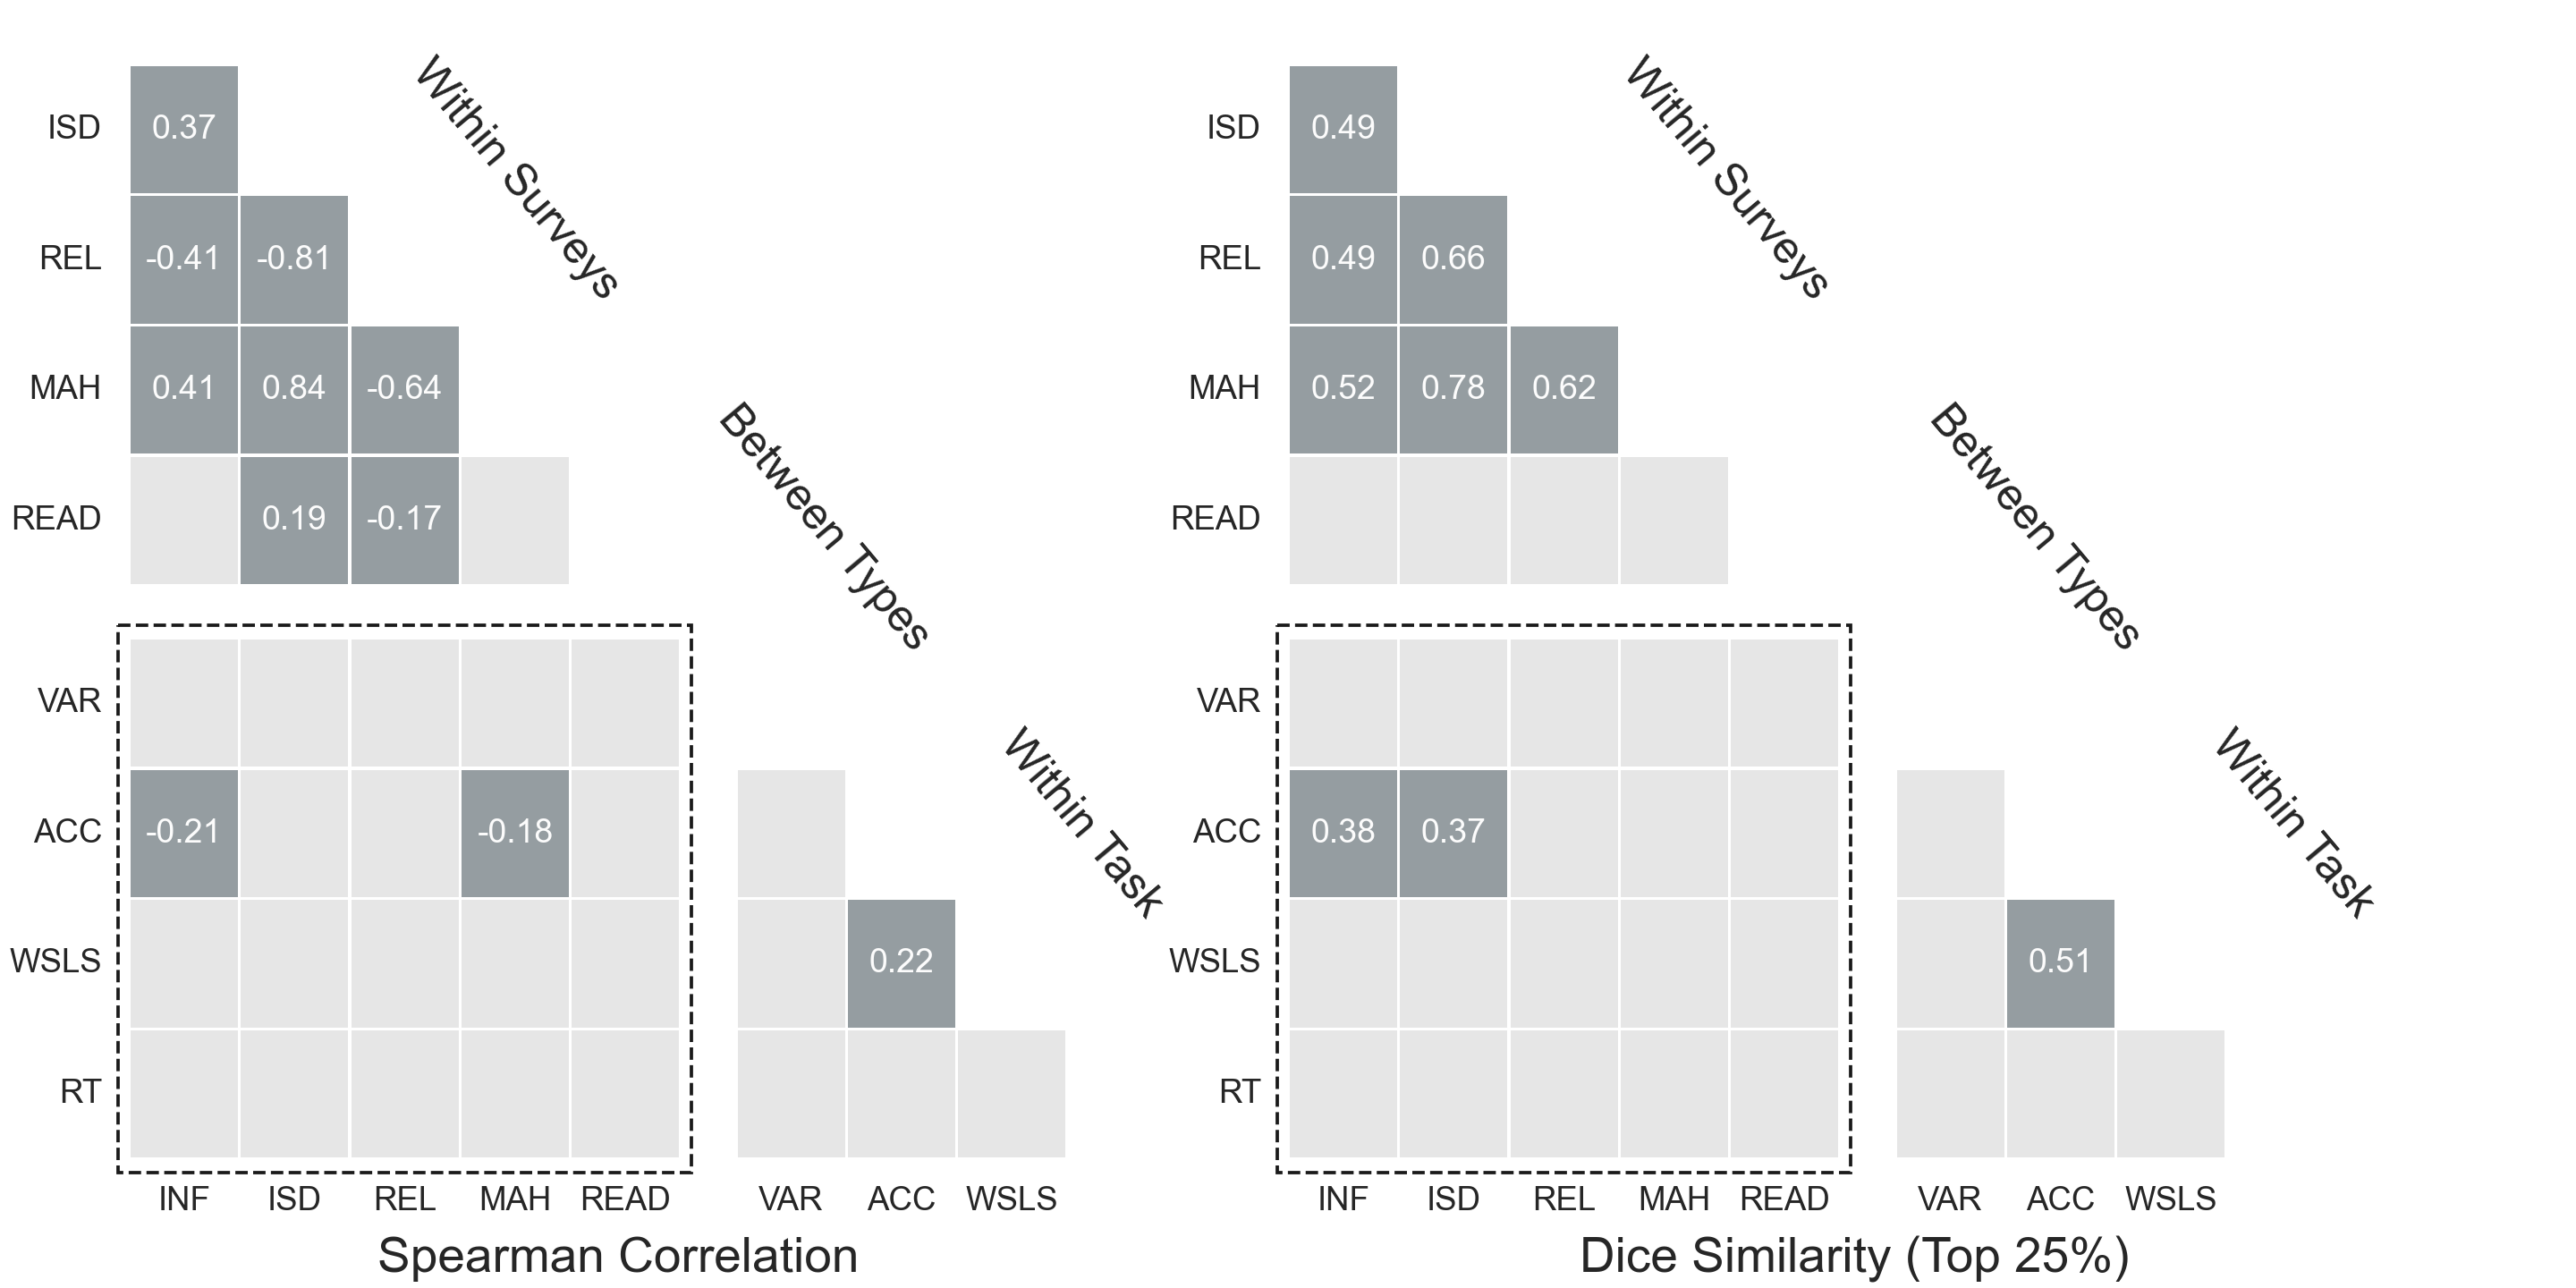 Within Surveys
ISD 0.37
REL -0.41 -0.81
MAH 0.41 0.84 -0.64
READ 0.19 -0.17
Between Types
VAR
ACC -0.21 -0.18
WSLS 0.22
RT
Within Task
INF ISD REL MAH READ VAR ACC WSLS
Spearman Correlation
Within Surveys
ISD 0.49
REL 0.49 0.66
MAH 0.52 0.78 0.62
READ
Between Types
VAR
ACC 0.38 0.37
WSLS 0.51
RT
Within Task
INF ISD REL MAH READ VAR ACC WSLS
Dice Similarity (Top 25%)